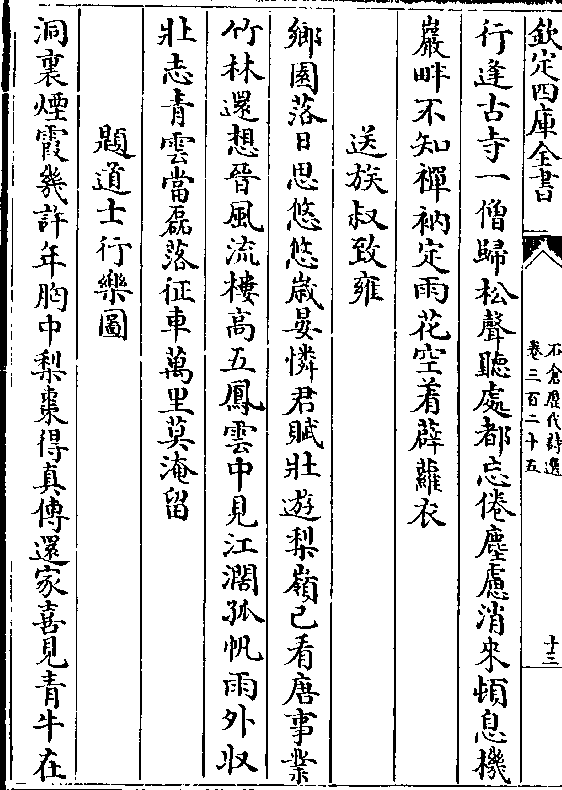 欽定四庫全書
石倉歷代詩選
卷三百二十五
十三
行逢古寺一僧歸松聲聽處都忘倦塵慮消來頓息機
巖畔不知禪衲定雨花空着薜蘿衣
送族叔致雍
鄉園落日思悠悠歲晏憐君賦壯遊梨嶺已看唐事業
竹林還想晉風流樓高五鳳雲中見江濶孤帆雨外収
壯志青雲當磊落征車萬里莫淹留
題道士行樂圖
洞裏煙霞幾許年胸中梨棗得真傳還家喜見青牛在